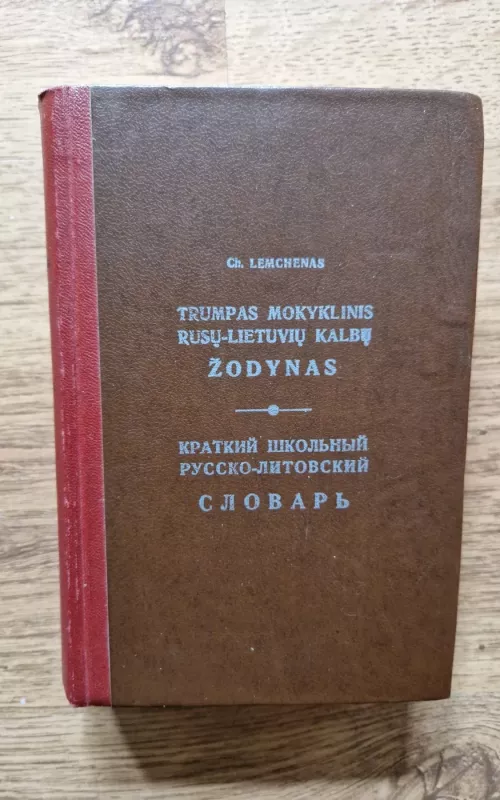 Ch. LEMCHENAS
TRUMPAS MOKYKLINIS
RUSŲ-LIETUVIŲ KALBŲ
ŽODYNAS
КРАТКИЙ ШКОЛЬНЫЙ
РУССКО-ЛИТОВСКИЙ
СЛОВАРЬ